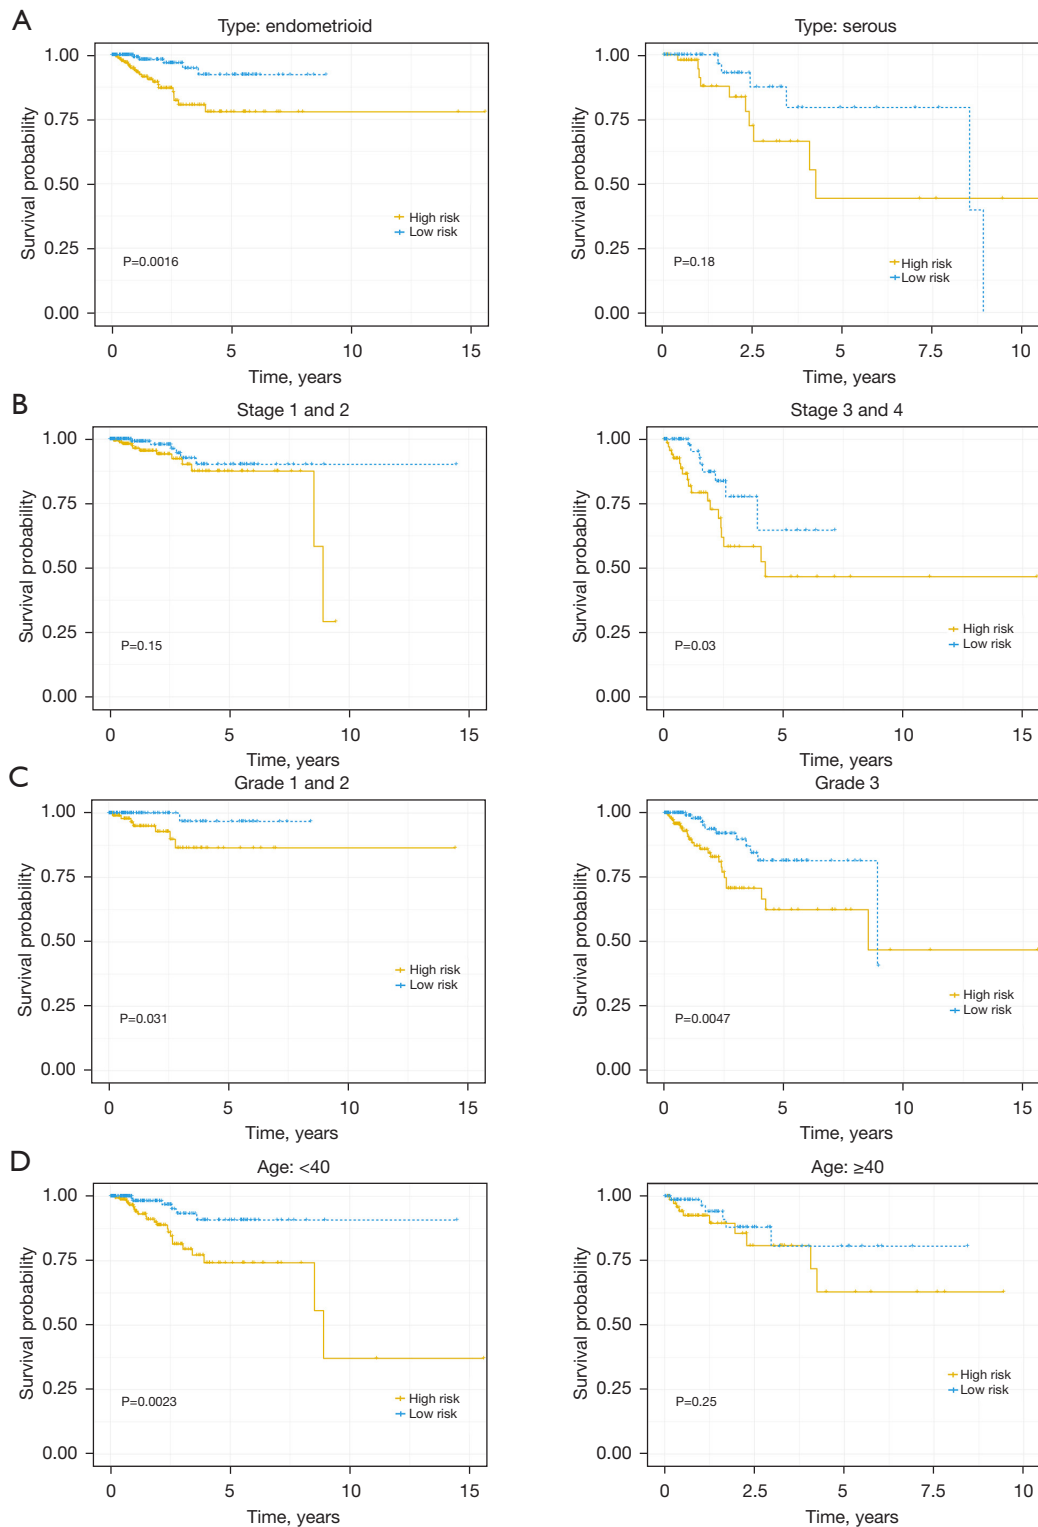 A
Type: endometrioid
Survival probability
1.00
0.75
0.50
0.25
0.00
High risk
Low risk
P=0.0016
0 5 10 15
Time, years
Type: serous
Survival probability
1.00
0.75
0.50
0.25
0.00
High risk
Low risk
P=0.18
0 2.5 5 7.5 10
Time, years
B
Stage 1 and 2
Survival probability
1.00
0.75
0.50
0.25
0.00
P=0.15
0 5 10 15
Time, years
Stage 3 and 4
Survival probability
1.00
0.75
0.50
0.25
0.00
High risk
Low risk
P=0.03
0 5 10 15
Time, years
C
Grade 1 and 2
Survival probability
1.00
0.75
0.50
0.25
0.00
High risk
Low risk
P=0.031
0 5 10 15
Time, years
Grade 3
Survival probability
1.00
0.75
0.50
0.25
0.00
High risk
Low risk
P=0.0047
0 5 10 15
Time, years
D
Age: <40
Survival probability
1.00
0.75
0.50
0.25
0.00
High risk
Low risk
P=0.0023
0 5 10 15
Time, years
Age: ≥40
Survival probability
1.00
0.75
0.50
0.25
0.00
High risk
Low risk
P=0.25
0 2.5 5 7.5 10
Time, years